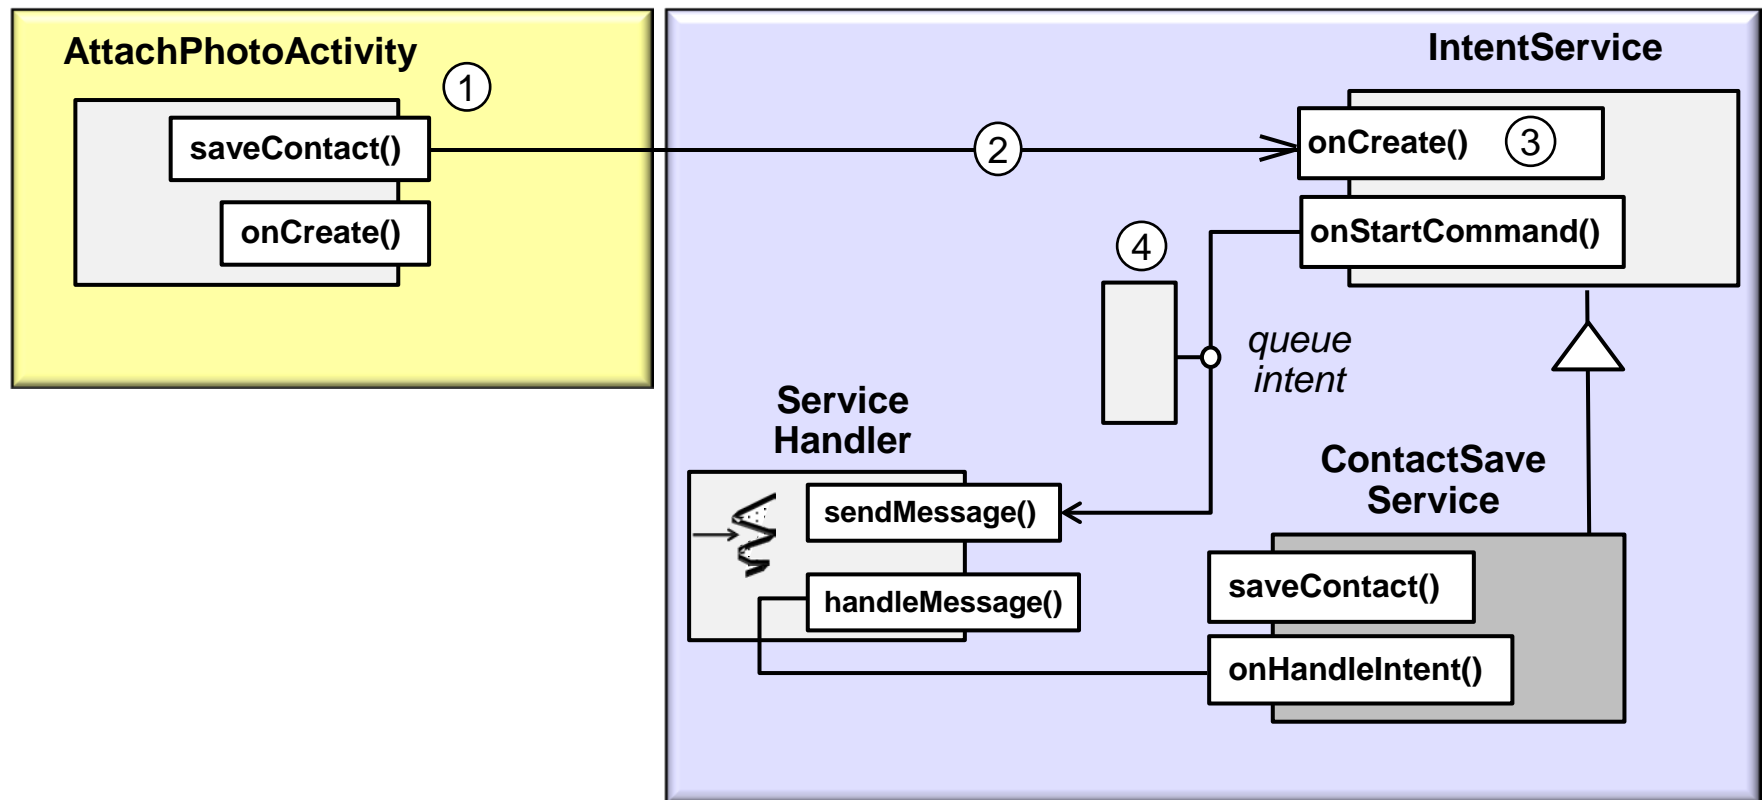 AttachPhotoActivity
1
saveContact()
onCreate()
IntentService
2
onCreate()
3
onStartCommand()
4
queue
intent
Service
Handler
sendMessage()
handleMessage()
ContactSave
Service
saveContact()
onHandleIntent()